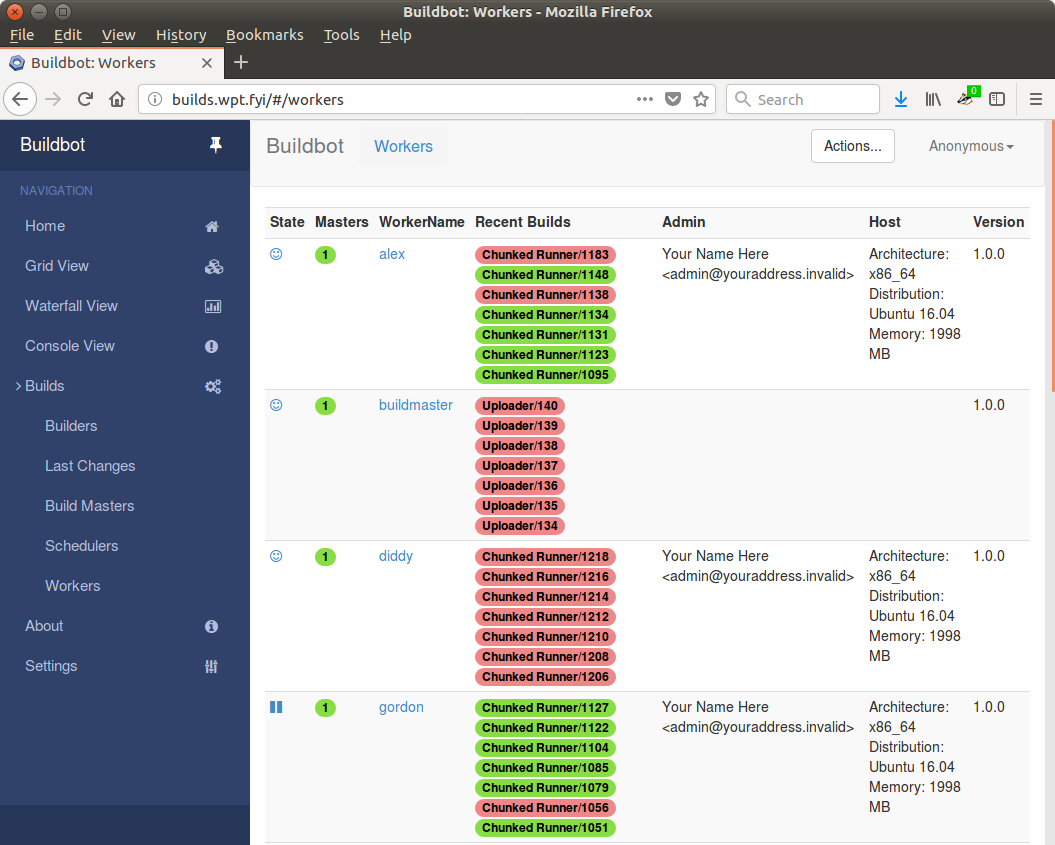 Buildbot: Workers - Mozilla Firefox
File Edit View History Bookmarks Tools Help
Buildbot: Workers
builds.wpt.fyi/#/workers
Search
0
Buildbot
NAVIGATION
Home
Grid View
Waterfall View
Console View
Builds
Builders
Last Changes
Build Masters
Schedulers
Workers
About
Settings
Buildbot Workers Actions... Anonymous
State Masters WorkerName Recent Builds Admin Host Version
1 alex Chunked Runner/1183 Your Name Here Architecture: 1.0.0
Chunked Runner/1148 <admin@youraddress.invalid> x86_64
Chunked Runner/1138 Distribution:
Chunked Runner/1134 Ubuntu 16.04
Chunked Runner/1131 Memory: 1998
Chunked Runner/1123 MB
Chunked Runner/1095
1 buildmaster Uploader/140 1.0.0
Uploader/139
Uploader/138
Uploader/137
Uploader/136
Uploader/135
Uploader/134
1 diddy Chunked Runner/1218 Your Name Here Architecture: 1.0.0
Chunked Runner/1216 <admin@youraddress.invalid> x86_64
Chunked Runner/1214 Distribution:
Chunked Runner/1212 Ubuntu 16.04
Chunked Runner/1210 Memory: 1998
Chunked Runner/1208 MB
Chunked Runner/1206
1 gordon Chunked Runner/1127 Your Name Here Architecture: 1.0.0
Chunked Runner/1122 <admin@youraddress.invalid> x86_64
Chunked Runner/1104 Distribution:
Chunked Runner/1085 Ubuntu 16.04
Chunked Runner/1079 Memory: 1998
Chunked Runner/1056 MB
Chunked Runner/1051